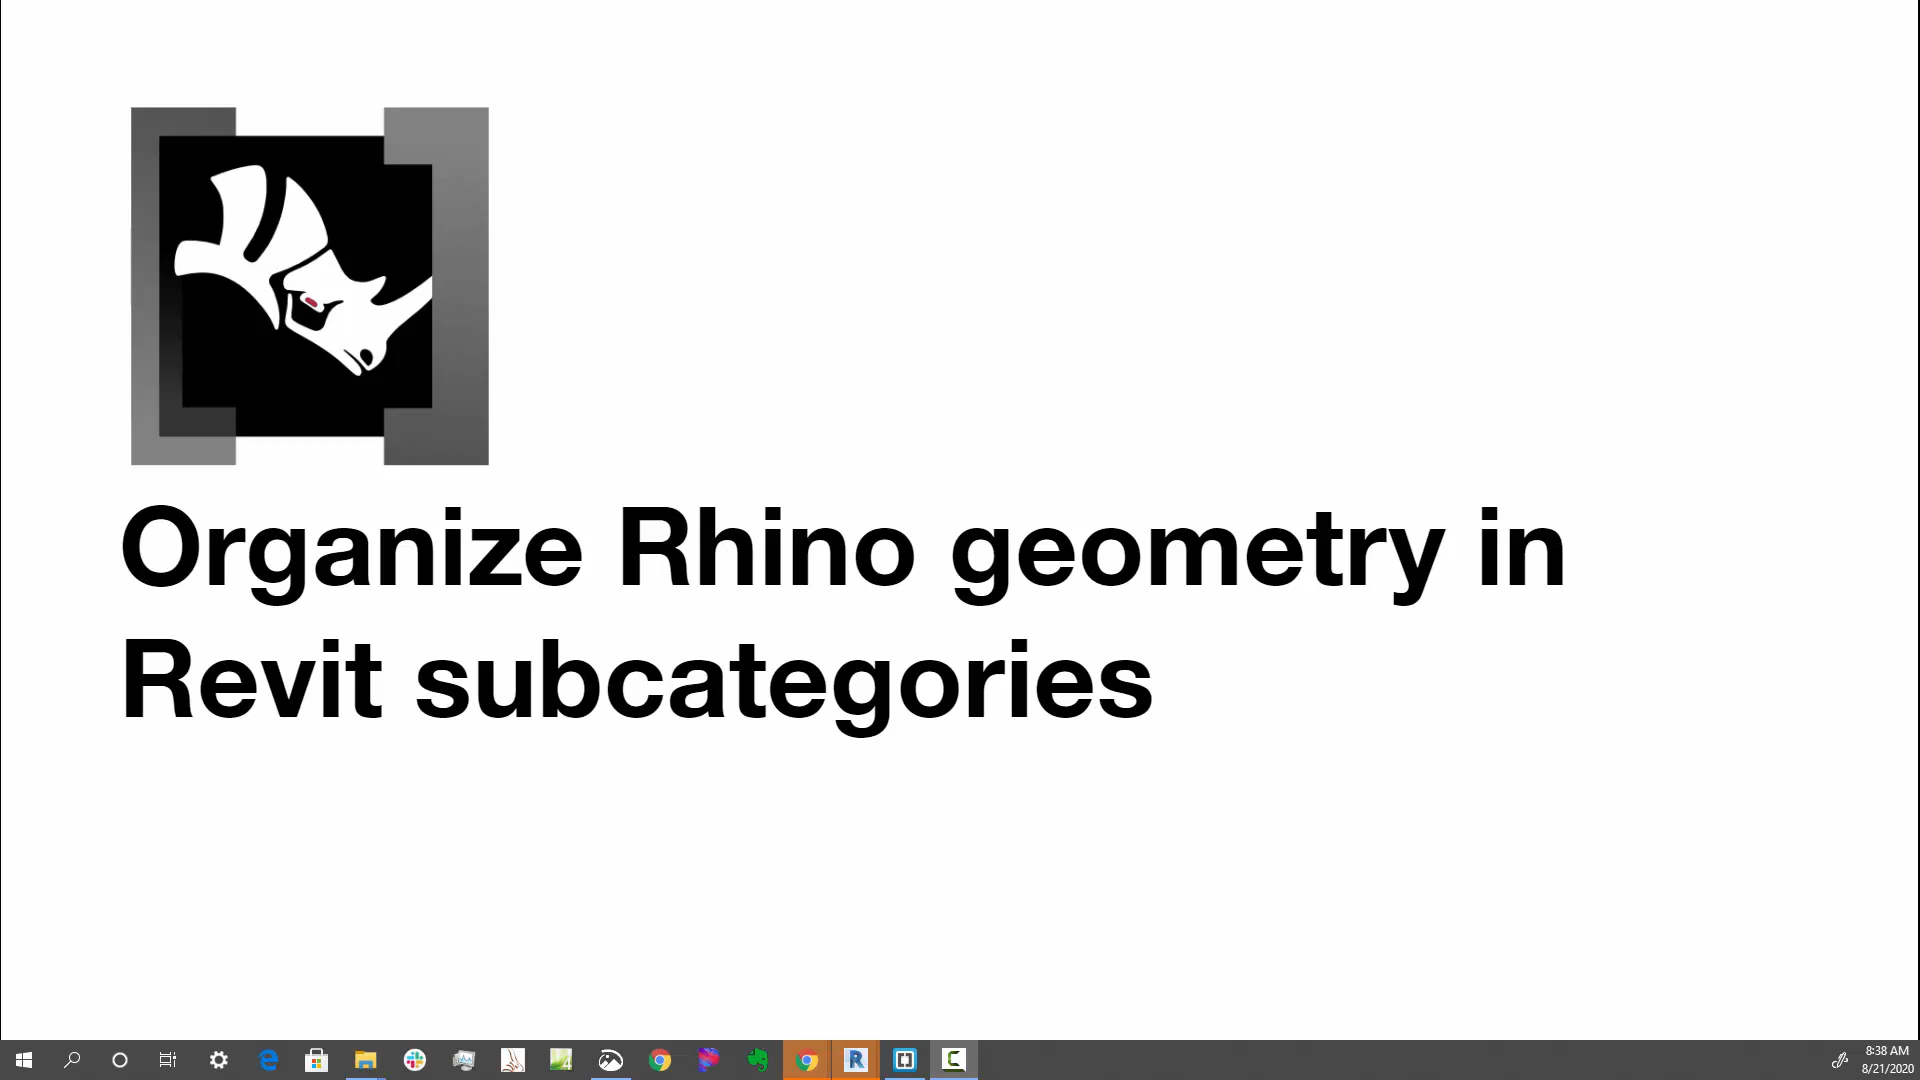 Organize Rhino geometry in
Revit subcategories
8:38 AM
8/21/2020